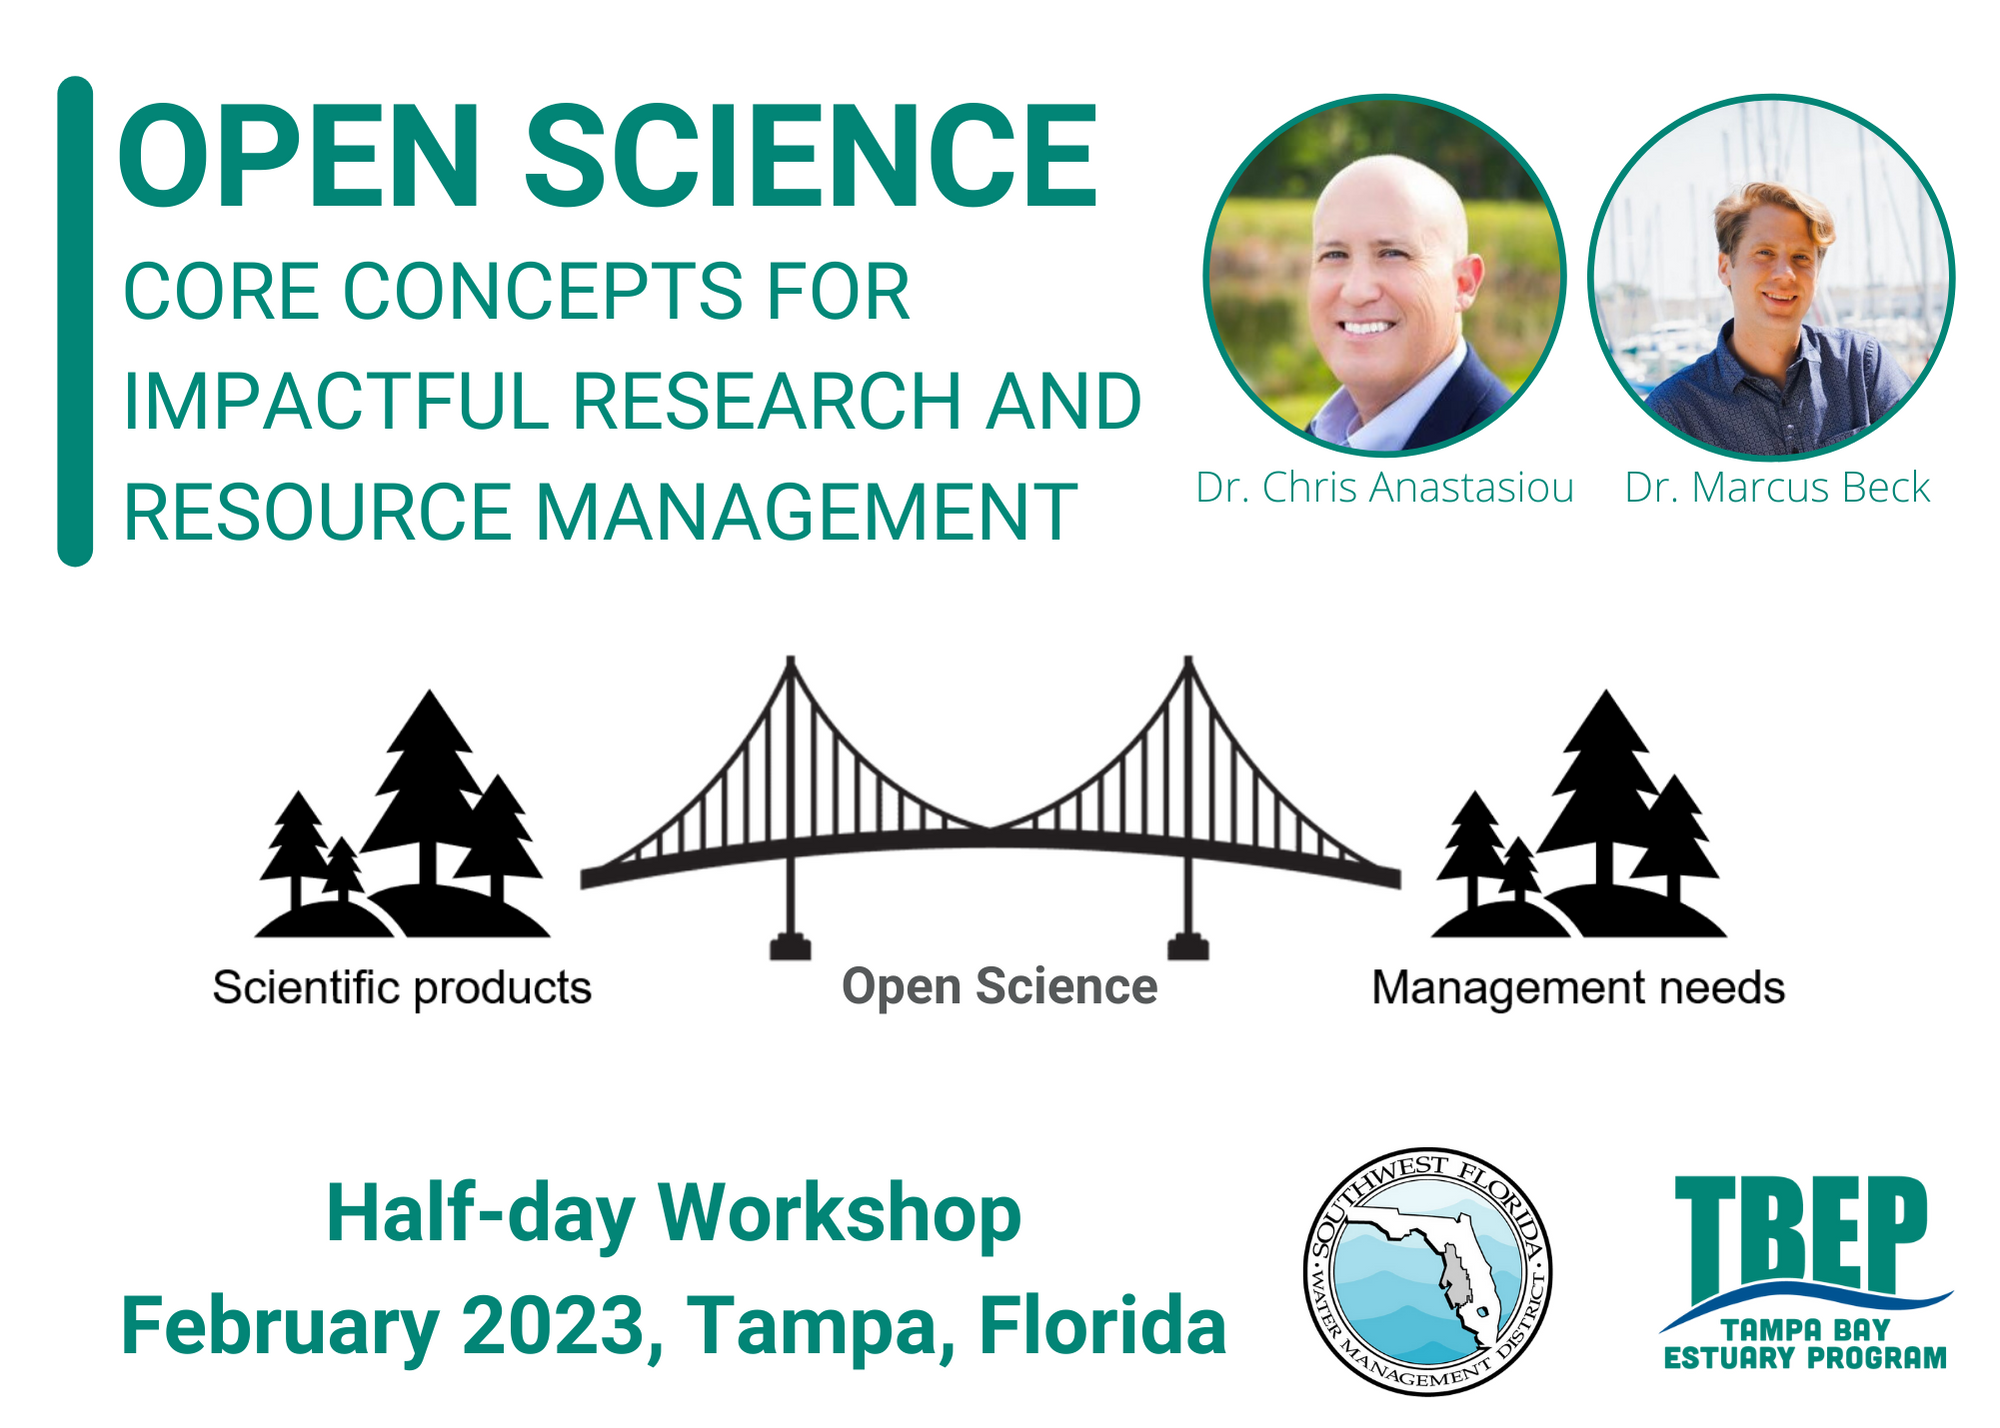 OPEN SCIENCE
CORE CONCEPTS FOR
IMPACTFUL RESEARCH AND
RESOURCE MANAGEMENT
Dr. Chris Anastasiou
Dr. Marcus Beck
Scientific products
Open Science
Management needs
Half-day Workshop
February 2023, Tampa, Florida
SOUTHWEST FLORIDA
WATER MANAGEMENT DISTRICT
TBEP
TAMPA BAY
ESTUARY PROGRAM